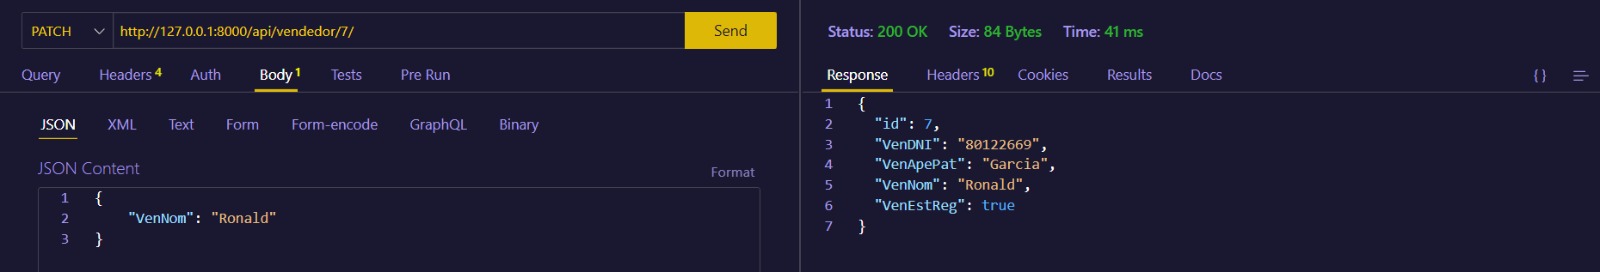 PATCH http://127.0.0.1:8000/api/vendedor/7/ Send
Query Headers 4 Auth Body 1 Tests Pre Run
JSON XML Text Form Form-encode GraphQL Binary
JSON Content Format
1 {
2 "VenNom": "Ronald"
3 }
Status: 200 OK Size: 84 Bytes Time: 41 ms
Response Headers 10 Cookies Results Docs {}
1 {
2 "id": 7,
3 "VenDNI": "80122669",
4 "VenApePat": "Garcia",
5 "VenNom": "Ronald",
6 "VenEstReg": true
7 }